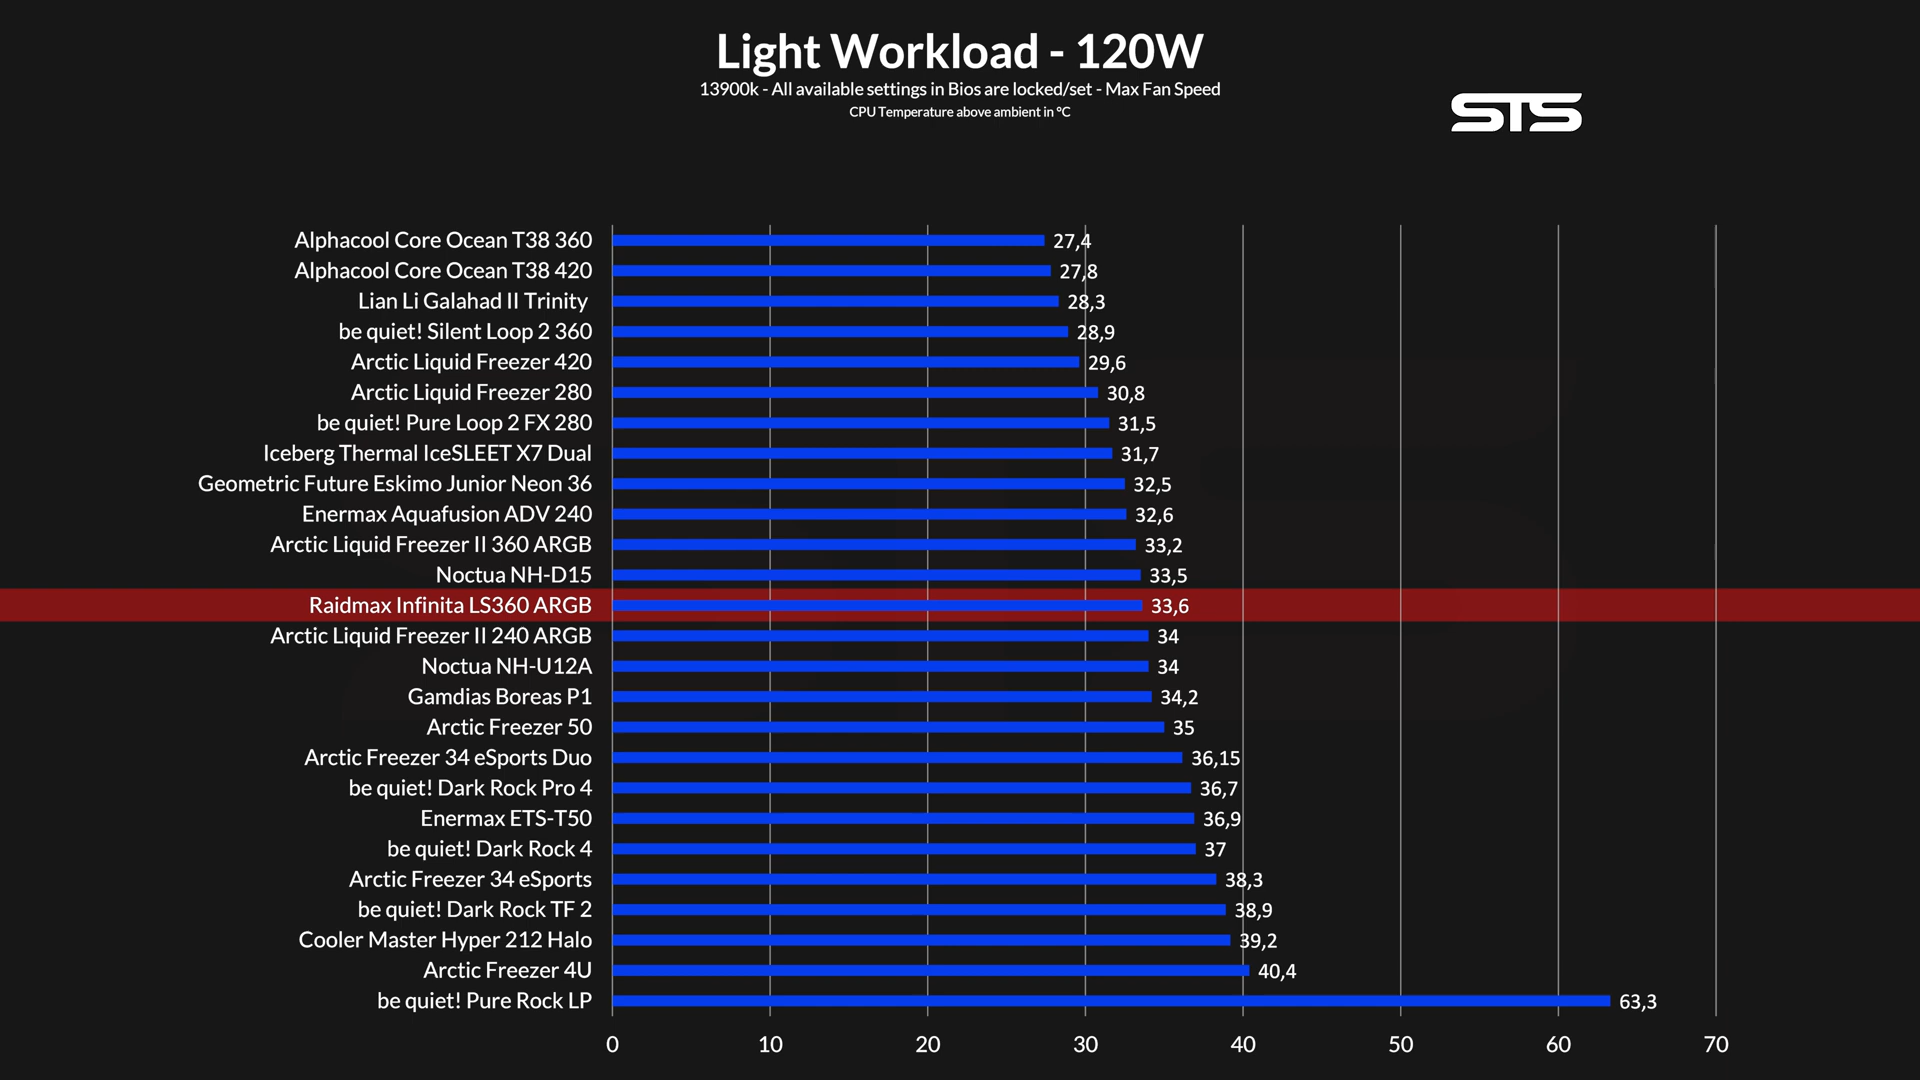 Light Workload - 120W
13900k - All available settings in Bios are locked/set - Max Fan Speed
CPU Temperature above ambient in °C
STS
Alphacool Core Ocean T38 360 27,4
Alphacool Core Ocean T38 420 27,8
Lian Li Galahad II Trinity 28,3
be quiet! Silent Loop 2 360 28,9
Arctic Liquid Freezer 420 29,6
Arctic Liquid Freezer 280 30,8
be quiet! Pure Loop 2 FX 280 31,5
Iceberg Thermal IceSLEET X7 Dual 31,7
Geometric Future Eskimo Junior Neon 36 32,5
Enermax Aquafusion ADV 240 32,6
Arctic Liquid Freezer II 360 ARGB 33,2
Noctua NH-D15 33,5
Raidmax Infinita LS360 ARGB 33,6
Arctic Liquid Freezer II 240 ARGB 34
Noctua NH-U12A 34
Gamdias Boreas P1 34,2
Arctic Freezer 50 35
Arctic Freezer 34 eSports Duo 36,15
be quiet! Dark Rock Pro 4 36,7
Enermax ETS-T50 36,9
be quiet! Dark Rock 4 37
Arctic Freezer 34 eSports 38,3
be quiet! Dark Rock TF 2 38,9
Cooler Master Hyper 212 Halo 39,2
Arctic Freezer 4U 40,4
be quiet! Pure Rock LP 63,3
0 10 20 30 40 50 60 70